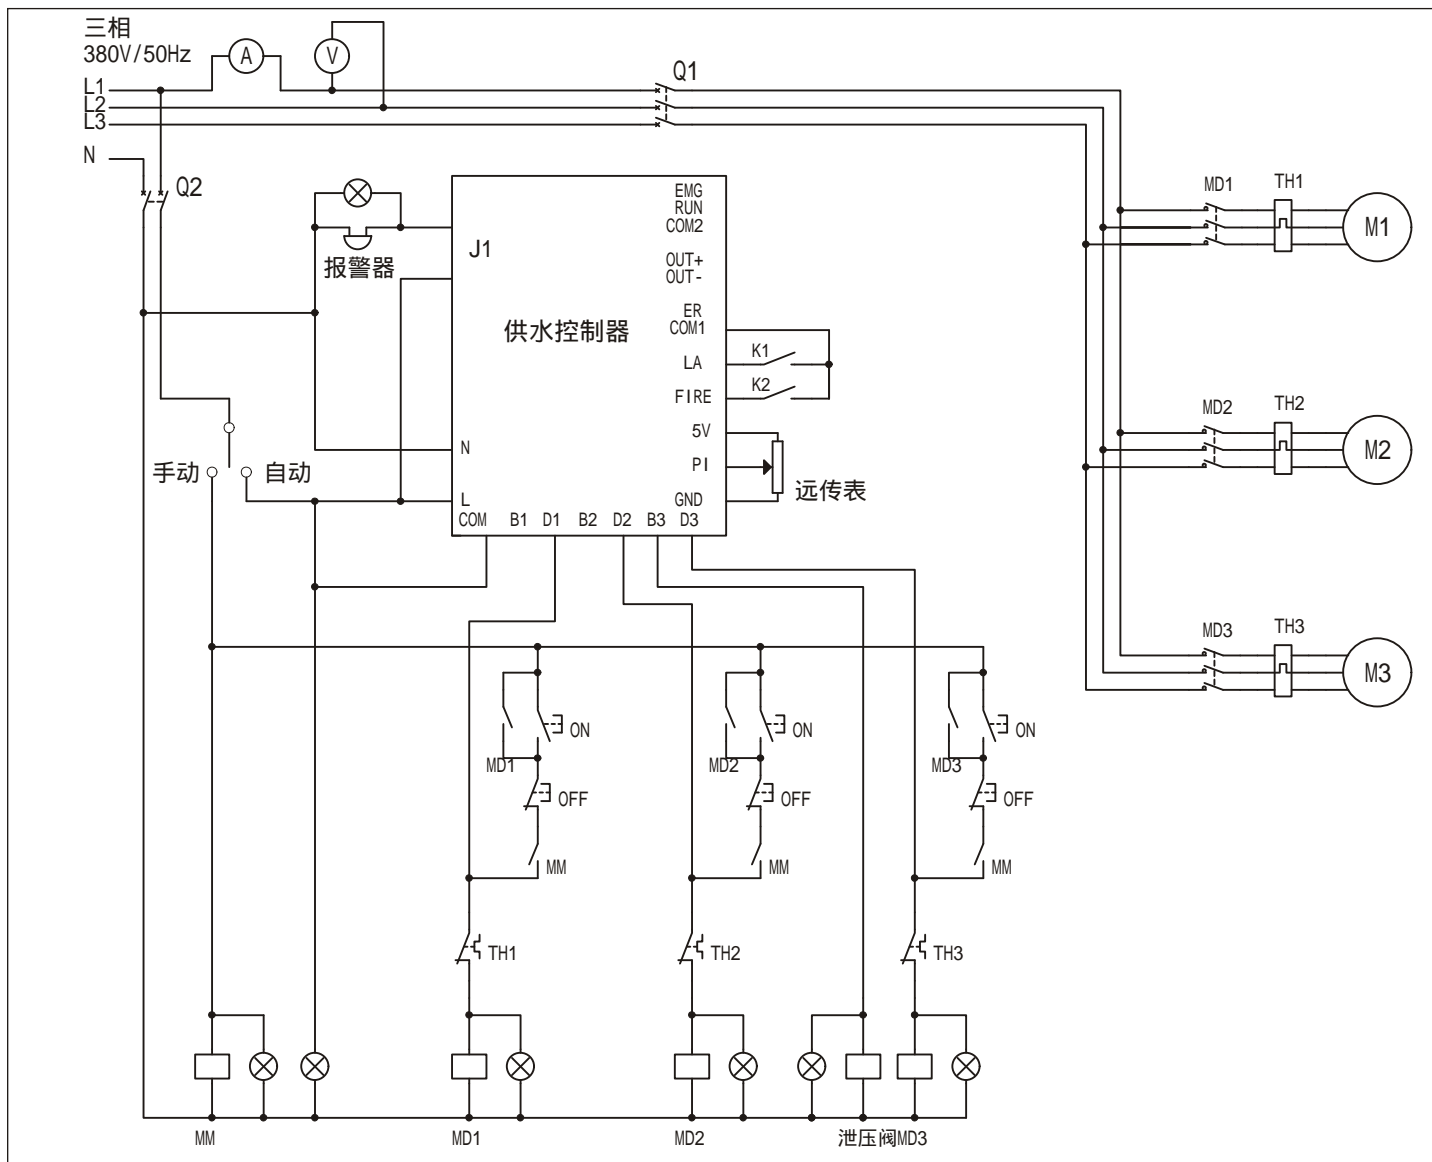 三相
380V/50Hz
A
V
L1
L2
L3
Q1
N
Q2
报警器
J1
供水控制器
EMG
RUN
COM2
OUT+
OUT-
ER
COM1
LA
FIRE
5V
PI
GND
K1
K2
远传表
N
L
COM B1 D1 B2 D2 B3 D3
手动 自动
MD1 TH1
M1
MD2 TH2
M2
MD3 TH3
M3
ON ON ON
MD1 MD2 MD3
OFF OFF OFF
MM MM MM
TH1 TH2 TH3
MM MD1 MD2 泄压阀MD3